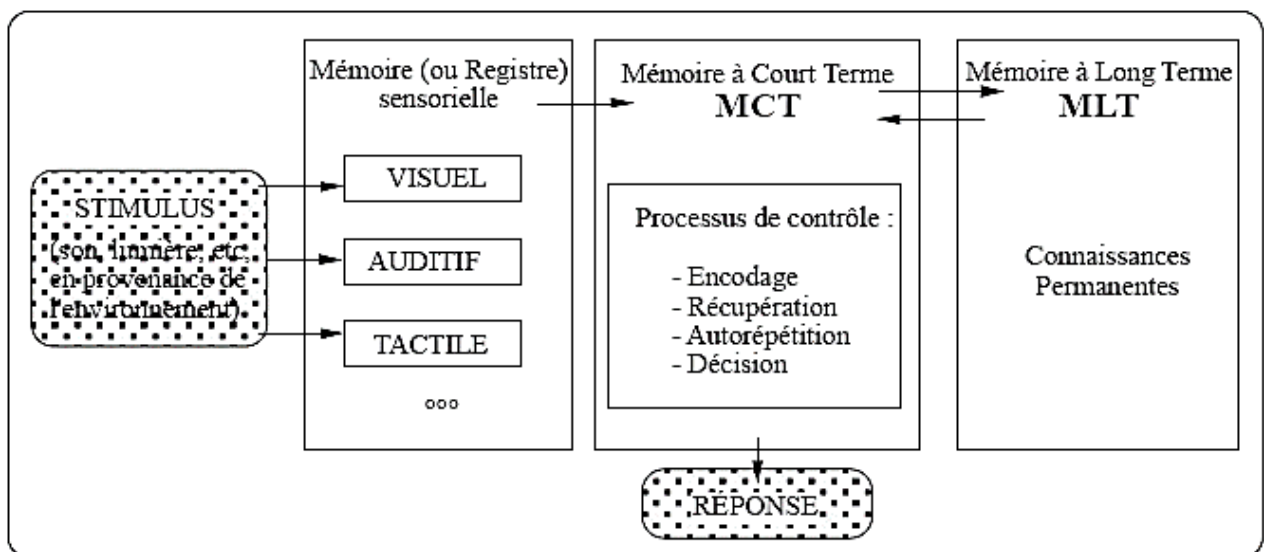 STIMULUS
(son, lumière, etc,
en provenance de
l'environnement)
Mémoire (ou Registre)
sensorielle
VISUEL
AUDITIF
TACTILE
°°°
Mémoire à Court Terme
MCT
Processus de contrôle :
- Encodage
- Récupération
- Autorépétition
- Décision
RÉPONSE
Mémoire à Long Terme
MLT
Connaissances
Permanentes